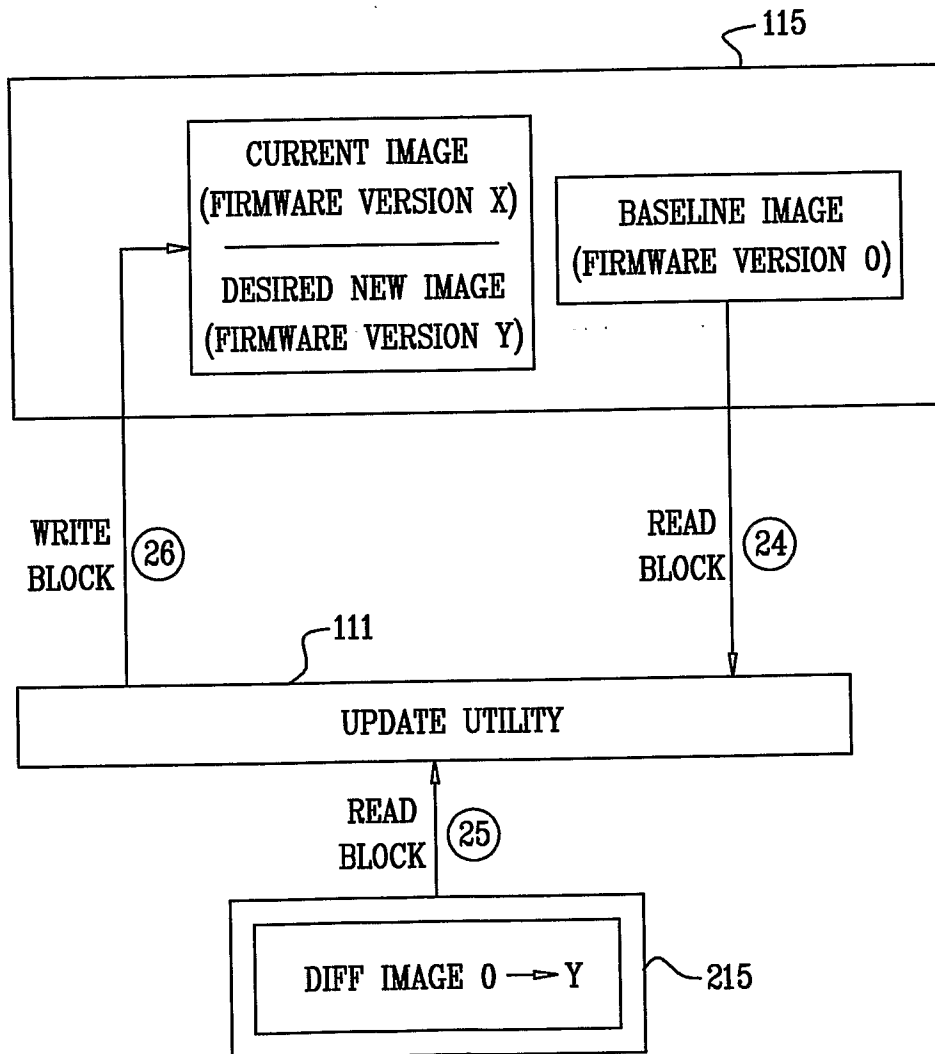 115
CURRENT IMAGE
(FIRMWARE VERSION X)
DESIRED NEW IMAGE
(FIRMWARE VERSION Y)
BASELINE IMAGE
(FIRMWARE VERSION 0)
WRITE
BLOCK
26
READ
BLOCK
24
111
UPDATE UTILITY
READ
BLOCK
25
DIFF IMAGE 0 → Y
215